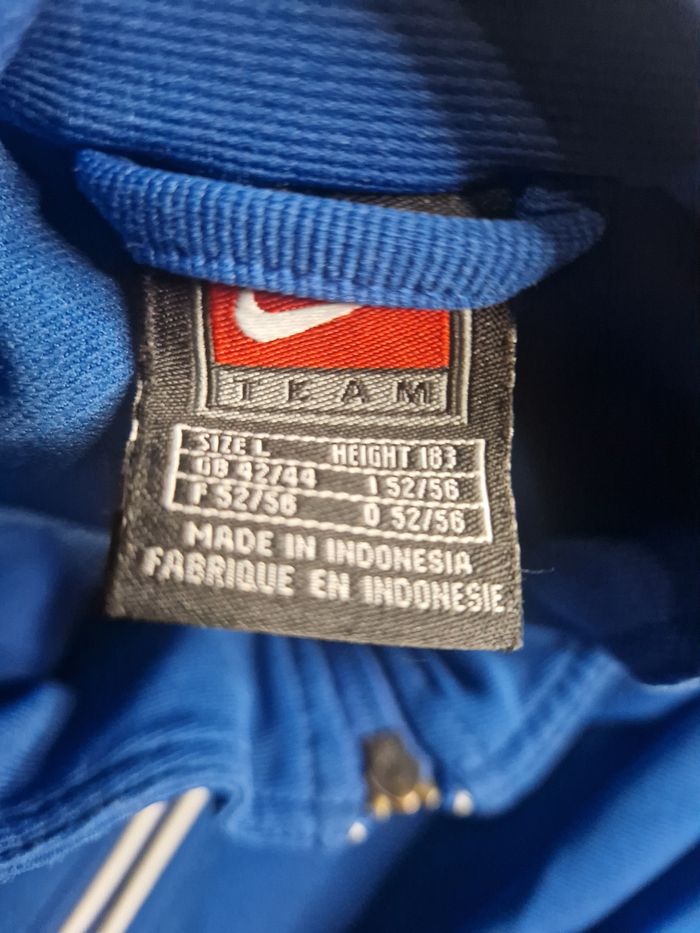 TEAM
SIZE L HEIGHT 183
GB 42/44 I 52/56
F 52/56 D 52/56
MADE IN INDONESIA
FABRIQUE EN INDONESIE